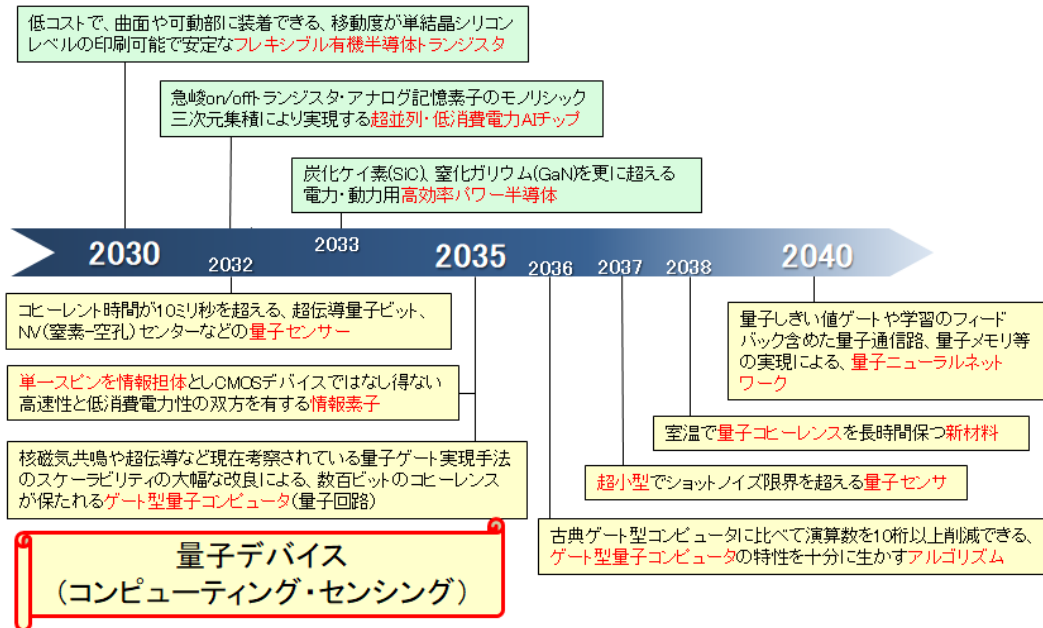 低コストで、曲面や可動部に装着できる、移動度が単結晶シリコン
レベルの印刷可能で安定なフレキシブル有機半導体トランジスタ
急峻on/offトランジスタ・アナログ記憶素子のモノリシック
三次元集積により実現する超並列・低消費電力AIチップ
炭化ケイ素(SiC)、窒化ガリウム(GaN)を更に超える
電力・動力用高効率パワー半導体
2030
2032
2033
2035
2036
2037
2038
2040
コヒーレント時間が10ミリ秒を超える、超伝導量子ビット、
NV(窒素-空孔)センターなどの量子センサー
単一スピンを情報担体としCMOSデバイスではなし得ない
高速性と低消費電力性の双方を有する情報素子
核磁気共鳴や超伝導など現在考察されている量子ゲート実現手法
のスケーラビリティの大幅な改良による、数百ビットのコヒーレンス
が保たれるゲート型量子コンピュータ(量子回路)
量子しきい値ゲートや学習のフィード
バック含めた量子通信路、量子メモリ等
の実現による、量子ニューラルネット
ワーク
室温で量子コヒーレンスを長時間保つ新材料
超小型でショットノイズ限界を超える量子センサ
古典ゲート型コンピュータに比べて演算数を10桁以上削減できる、
ゲート型量子コンピュータの特性を十分に生かすアルゴリズム
量子デバイス
(コンピューティング・センシング)